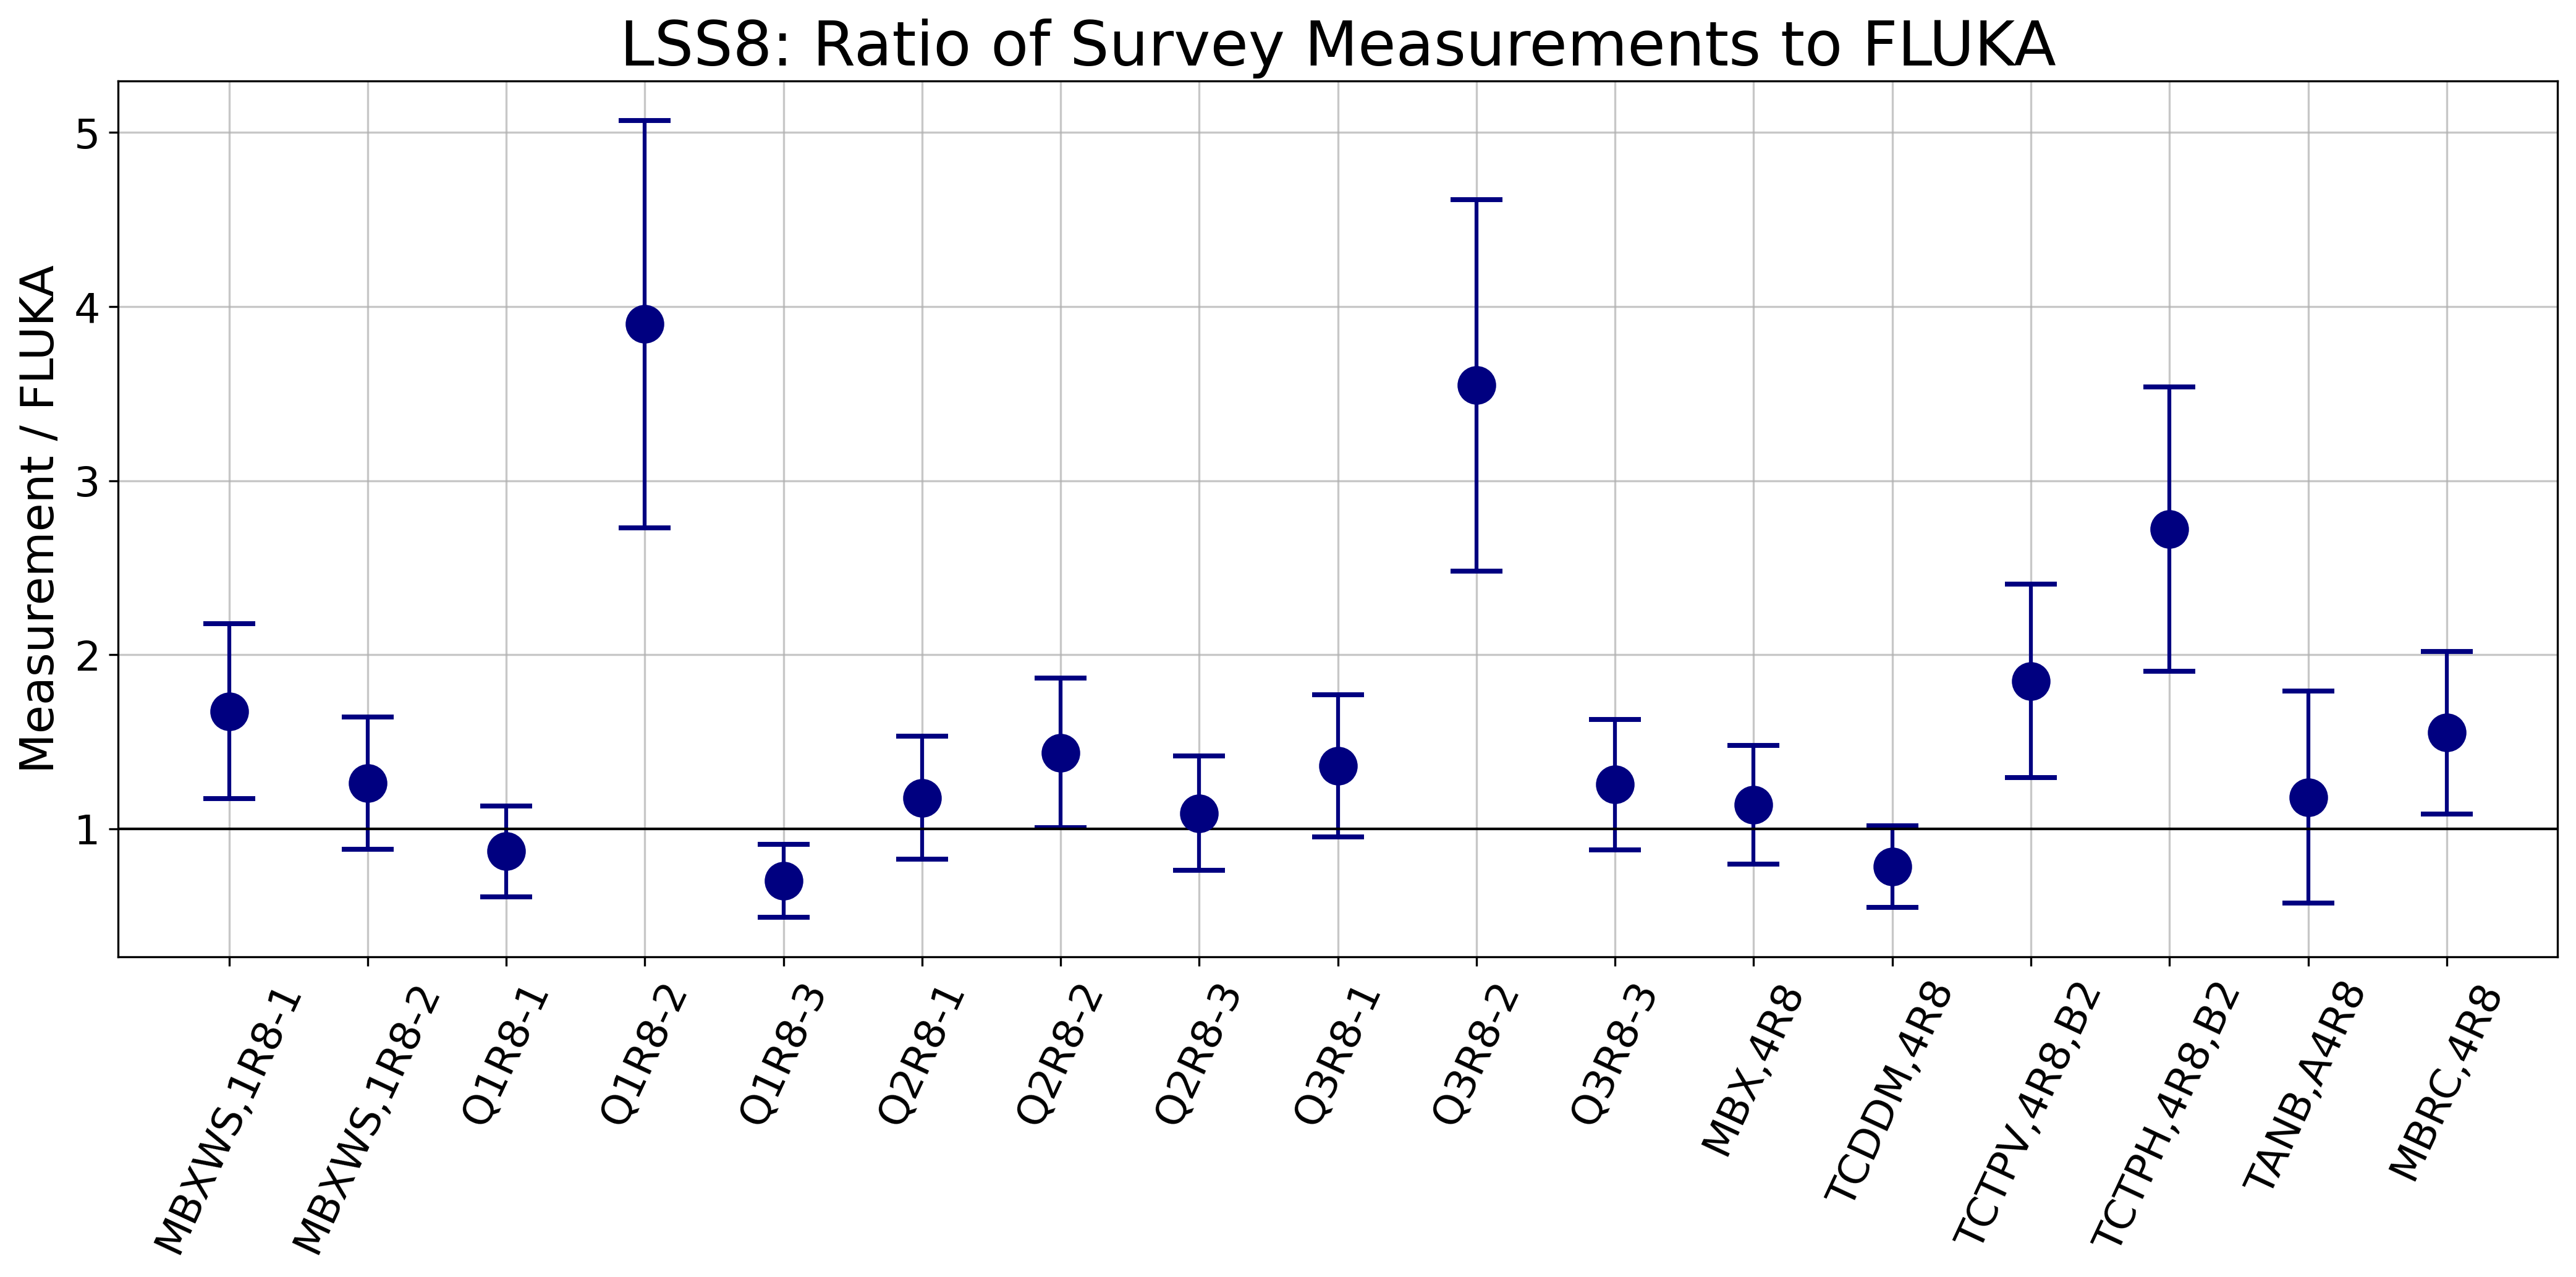 LSS8: Ratio of Survey Measurements to FLUKA
Measurement / FLUKA
5
4
3
2
1
MBXWS,1R8-1
MBXWS,1R8-2
Q1R8-1
Q1R8-2
Q1R8-3
Q2R8-1
Q2R8-2
Q2R8-3
Q3R8-1
Q3R8-2
Q3R8-3
MBX,4R8
TCDDM,4R8
TCTPV,4R8,B2
TCTPH,4R8,B2
TANB,A4R8
MBRC,4R8